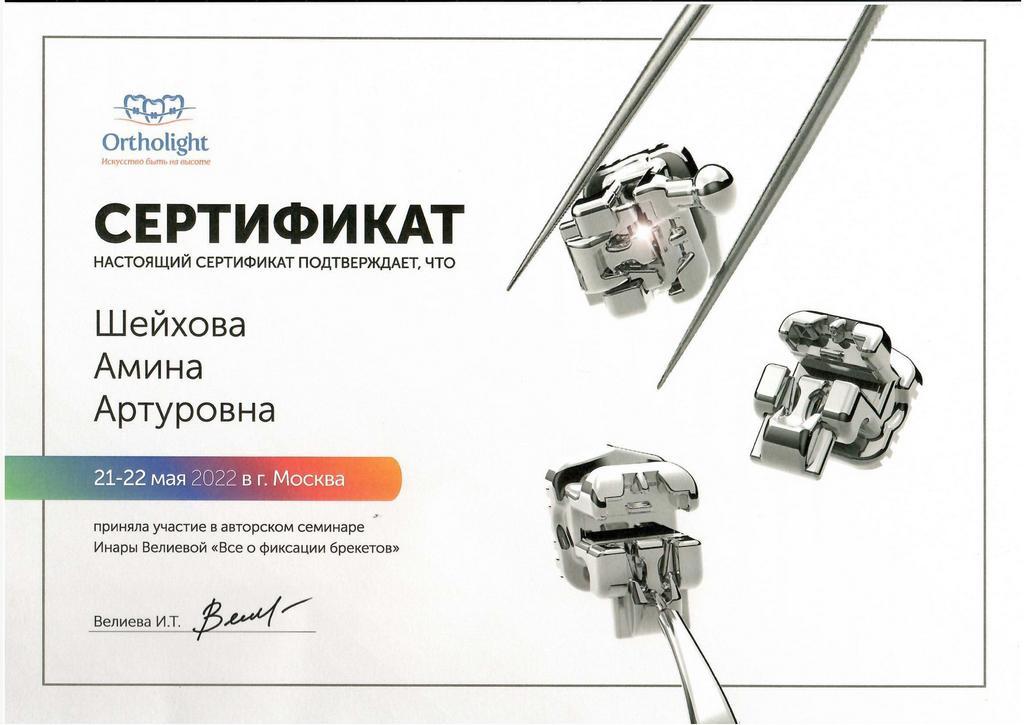 Ortholight
Искусство быть на высоте
СЕРТИФИКАТ
НАСТОЯЩИЙ СЕРТИФИКАТ ПОДТВЕРЖДАЕТ, ЧТО
Шейхова
Амина
Артуровна
21-22 мая 2022 в г. Москва
приняла участие в авторском семинаре
Инары Велиевой «Все о фиксации брекетов»
Велиева И.Т.